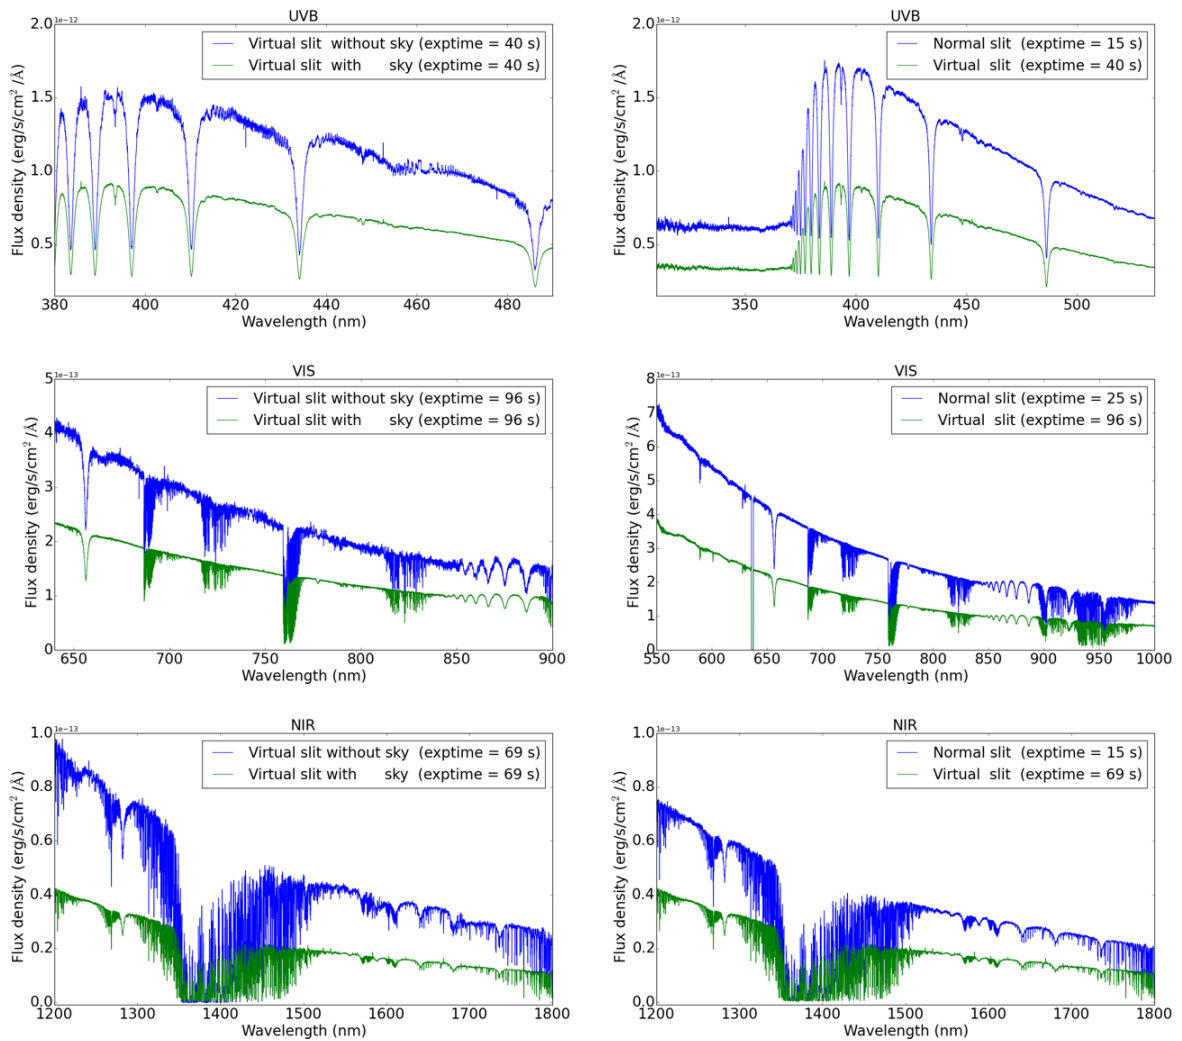 UVB
1e−12
Virtual slit without sky (exptime = 40 s)
Virtual slit with sky (exptime = 40 s)
2.0
1.5
1.0
0.5
Flux density (erg/s/cm² /Å)
380 400 420 440 460 480
Wavelength (nm)
UVB
1e−12
Normal slit (exptime = 15 s)
Virtual slit (exptime = 40 s)
2.0
1.5
1.0
0.5
Flux density (erg/s/cm² /Å)
350 400 450 500
Wavelength (nm)
VIS
1e−13
Virtual slit without sky (exptime = 96 s)
Virtual slit with sky (exptime = 96 s)
5
4
3
2
1
0
Flux density (erg/s/cm² /Å)
650 700 750 800 850 900
Wavelength (nm)
VIS
1e−13
Normal slit (exptime = 25 s)
Virtual slit (exptime = 96 s)
8
7
6
5
4
3
2
1
0
Flux density (erg/s/cm² /Å)
550 600 650 700 750 800 850 900 950 1000
Wavelength (nm)
NIR
1e−13
Virtual slit without sky (exptime = 69 s)
Virtual slit with sky (exptime = 69 s)
1.0
0.8
0.6
0.4
0.2
0.0
Flux density (erg/s/cm² /Å)
1200 1300 1400 1500 1600 1700 1800
Wavelength (nm)
NIR
1e−13
Normal slit (exptime = 15 s)
Virtual slit (exptime = 69 s)
1.0
0.8
0.6
0.4
0.2
0.0
Flux density (erg/s/cm² /Å)
1200 1300 1400 1500 1600 1700 1800
Wavelength (nm)